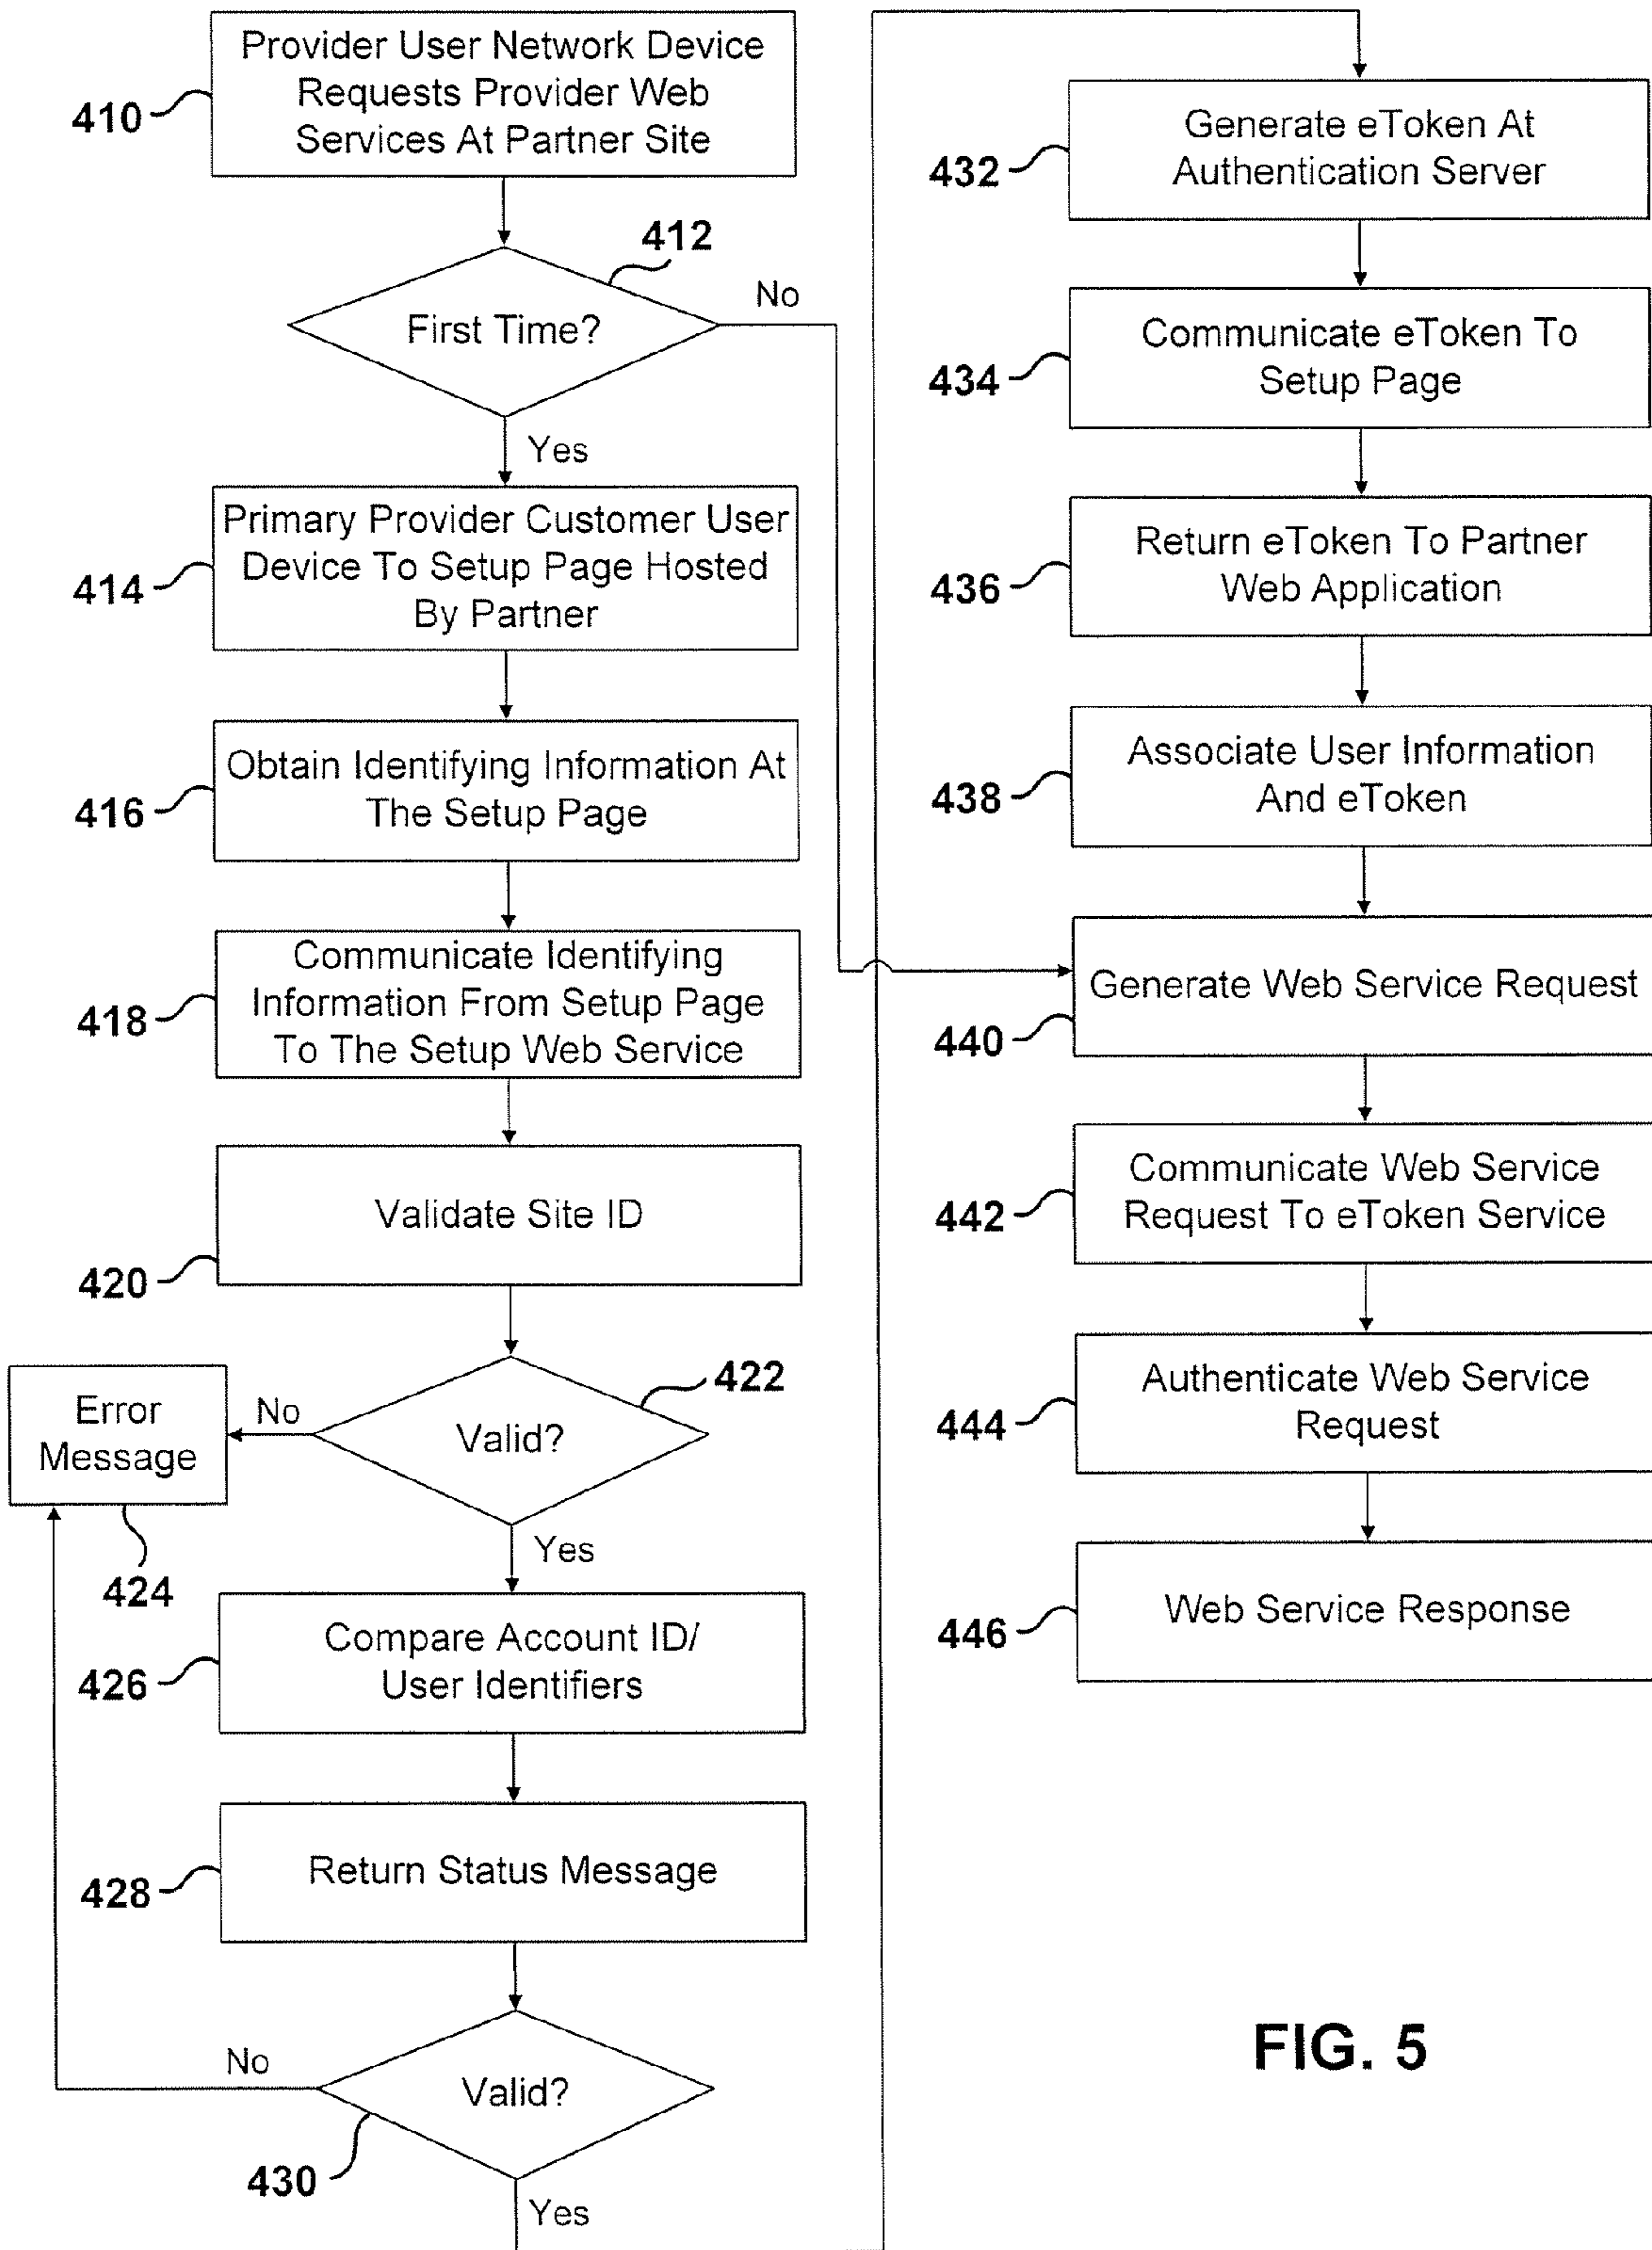 Provider User Network Device
Requests Provider Web
Services At Partner Site
410
412
First Time?
No
Yes
Primary Provider Customer User
Device To Setup Page Hosted
By Partner
414
Obtain Identifying Information At
The Setup Page
416
Communicate Identifying
Information From Setup Page
To The Setup Web Service
418
Validate Site ID
420
422
Valid?
No
Yes
Error
Message
424
Compare Account ID/
User Identifiers
426
Return Status Message
428
Valid?
No
430
Yes
Generate eToken At
Authentication Server
432
Communicate eToken To
Setup Page
434
Return eToken To Partner
Web Application
436
Associate User Information
And eToken
438
Generate Web Service Request
440
Communicate Web Service
Request To eToken Service
442
Authenticate Web Service
Request
444
Web Service Response
446
FIG. 5